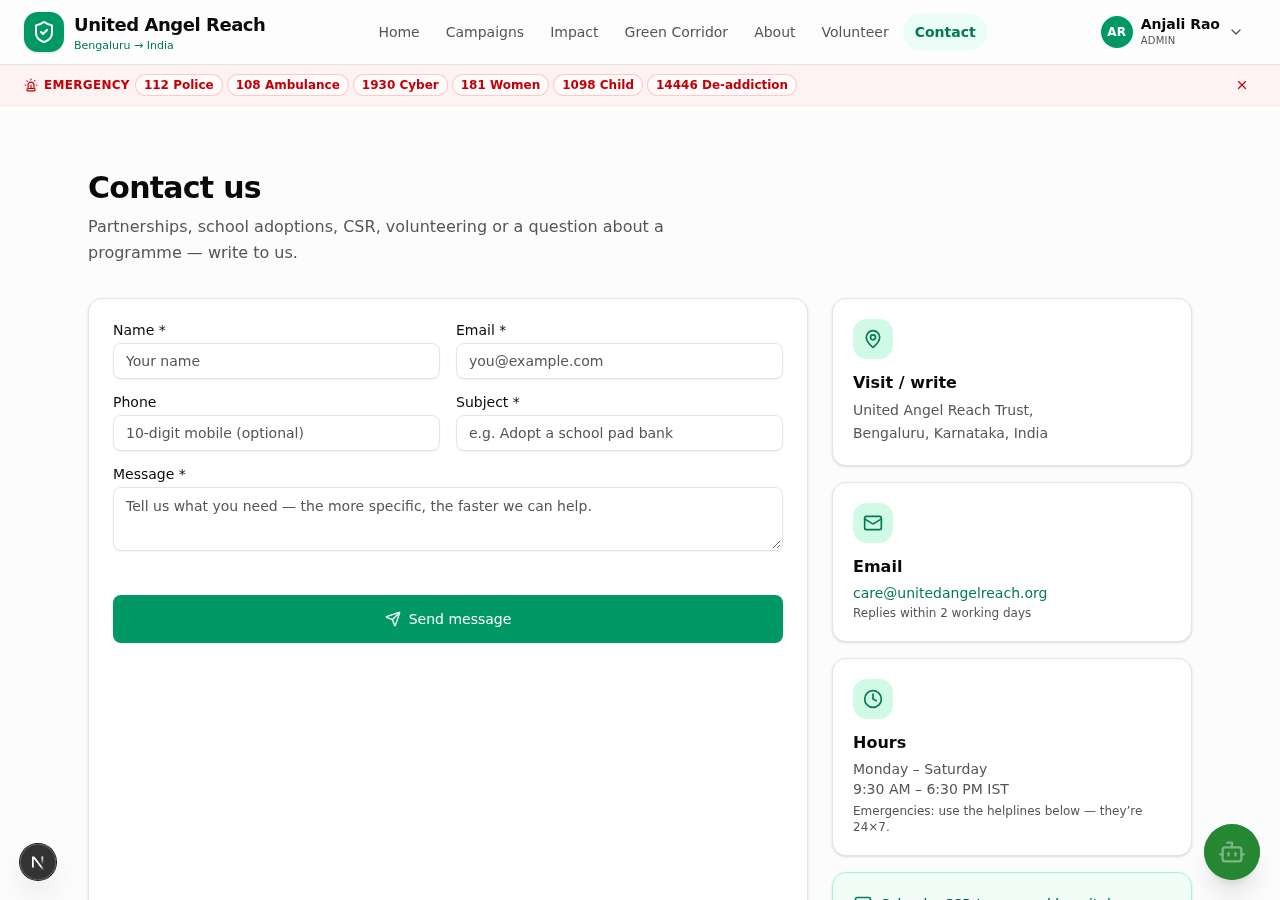 United Angel Reach
Bengaluru → India
Home
Campaigns
Impact
Green Corridor
About
Volunteer
Contact
AR
Anjali Rao
ADMIN
EMERGENCY
112 Police
108 Ambulance
1930 Cyber
181 Women
1098 Child
14446 De-addiction
Contact us
Partnerships, school adoptions, CSR, volunteering or a question about a
programme — write to us.
Name *
Your name
Email *
you@example.com
Phone
10-digit mobile (optional)
Subject *
e.g. Adopt a school pad bank
Message *
Tell us what you need — the more specific, the faster we can help.
Send message
Visit / write
United Angel Reach Trust,
Bengaluru, Karnataka, India
Email
care@unitedangelreach.org
Replies within 2 working days
Hours
Monday – Saturday
9:30 AM – 6:30 PM IST
Emergencies: use the helplines below — they’re
24×7.
N